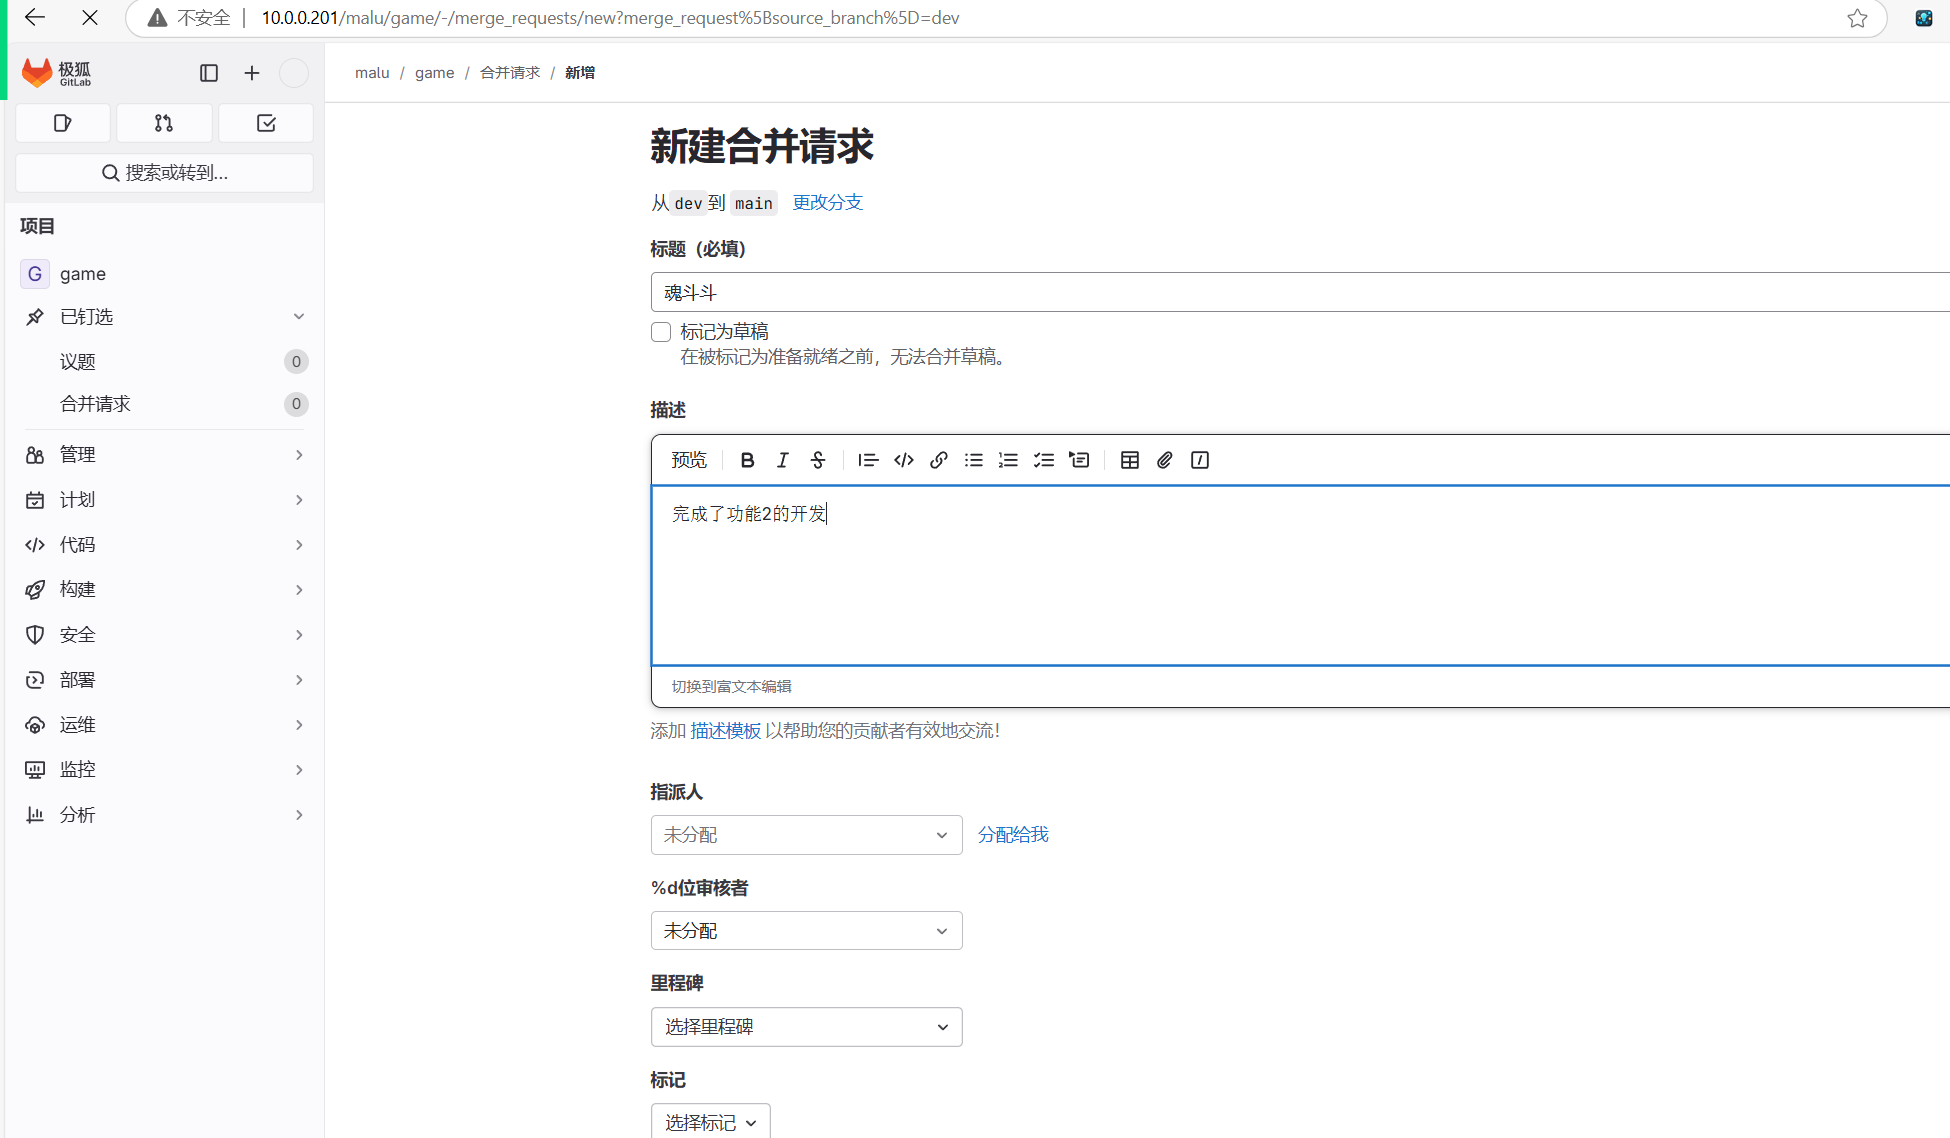 不安全 | 10.0.0.201/malu/game/-/merge_requests/new?merge_request%5Bsource_branch%5D=dev
极狐
GitLab
malu / game / 合并请求 / 新增
搜索或转到...
项目
G game
已钉选
议题 0
合并请求 0
管理
计划
代码
构建
安全
部署
运维
监控
分析
新建合并请求
从 dev 到 main 更改分支
标题（必填）
魂斗斗
标记为草稿
在被标记为准备就绪之前，无法合并草稿。
描述
预览
完成了功能2的开发
切换到富文本编辑
添加 描述模板 以帮助您的贡献者有效地交流！
指派人
未分配 分配给我
%d位审核者
未分配
里程碑
选择里程碑
标记
选择标记